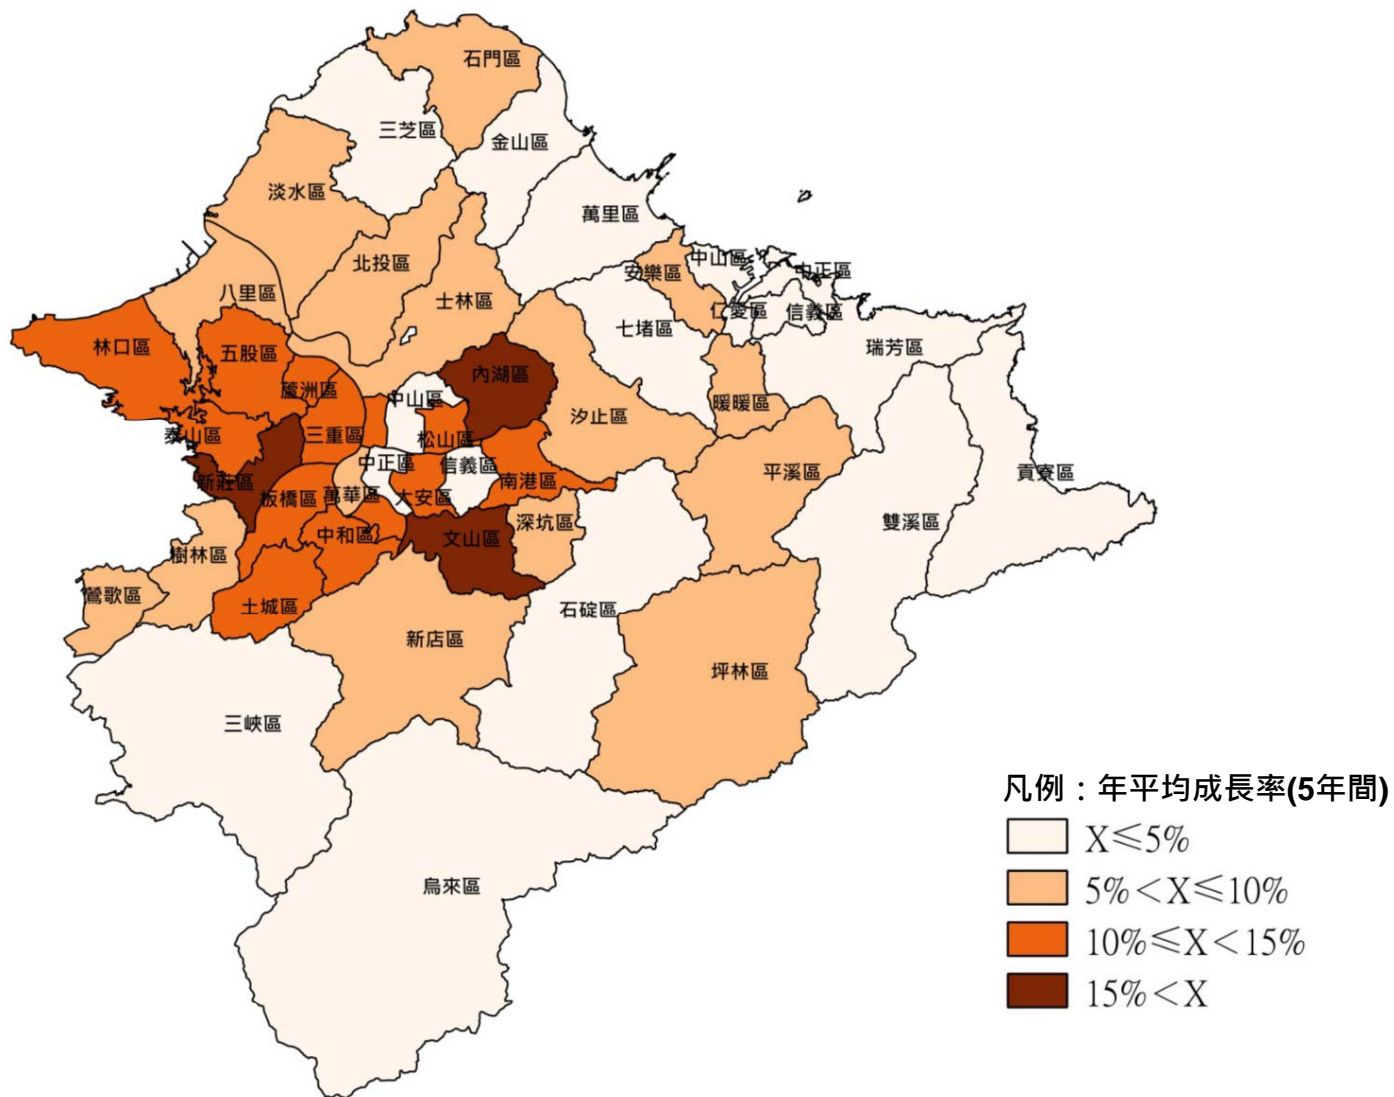 石門區
三芝區
金山區
淡水區
萬里區
北投區
中山區
安樂區
中正區
八里區
士林區
仁愛區
信義區
七堵區
林口區
五股區
瑞芳區
內湖區
蘆洲區
中山區
暖暖區
汐止區
泰山區
三重區
松山區
中正區
信義區
平溪區
貢寮區
新莊區
南港區
板橋區
萬華區
大安區
深坑區
雙溪區
中和區
文山區
樹林區
鶯歌區
土城區
石碇區
新店區
坪林區
三峽區
烏來區
凡例：年平均成長率(5年間)
X≤5%
5%<X≤10%
10%≤X<15%
15%<X